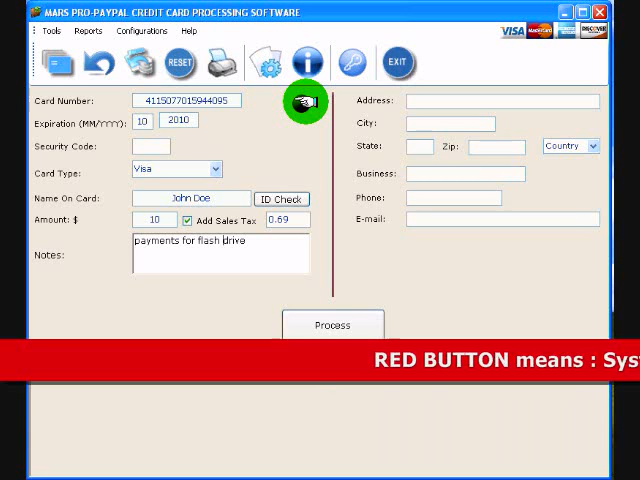 MARS PRO-PAYPAL CREDIT CARD PROCESSING SOFTWARE
Tools Reports Configurations Help
VISA MasterCard DISCOVER
RESET EXIT
Card Number: 4115077015944095
Expiration (MM/YYYY): 10 2010
Security Code:
Card Type: Visa
Name On Card: John Doe ID Check
Amount: $ 10 Add Sales Tax 0.69
Notes: payments for flash drive
Address:
City:
State: Zip: Country
Business:
Phone:
E-mail:
Process
RED BUTTON means : Sys